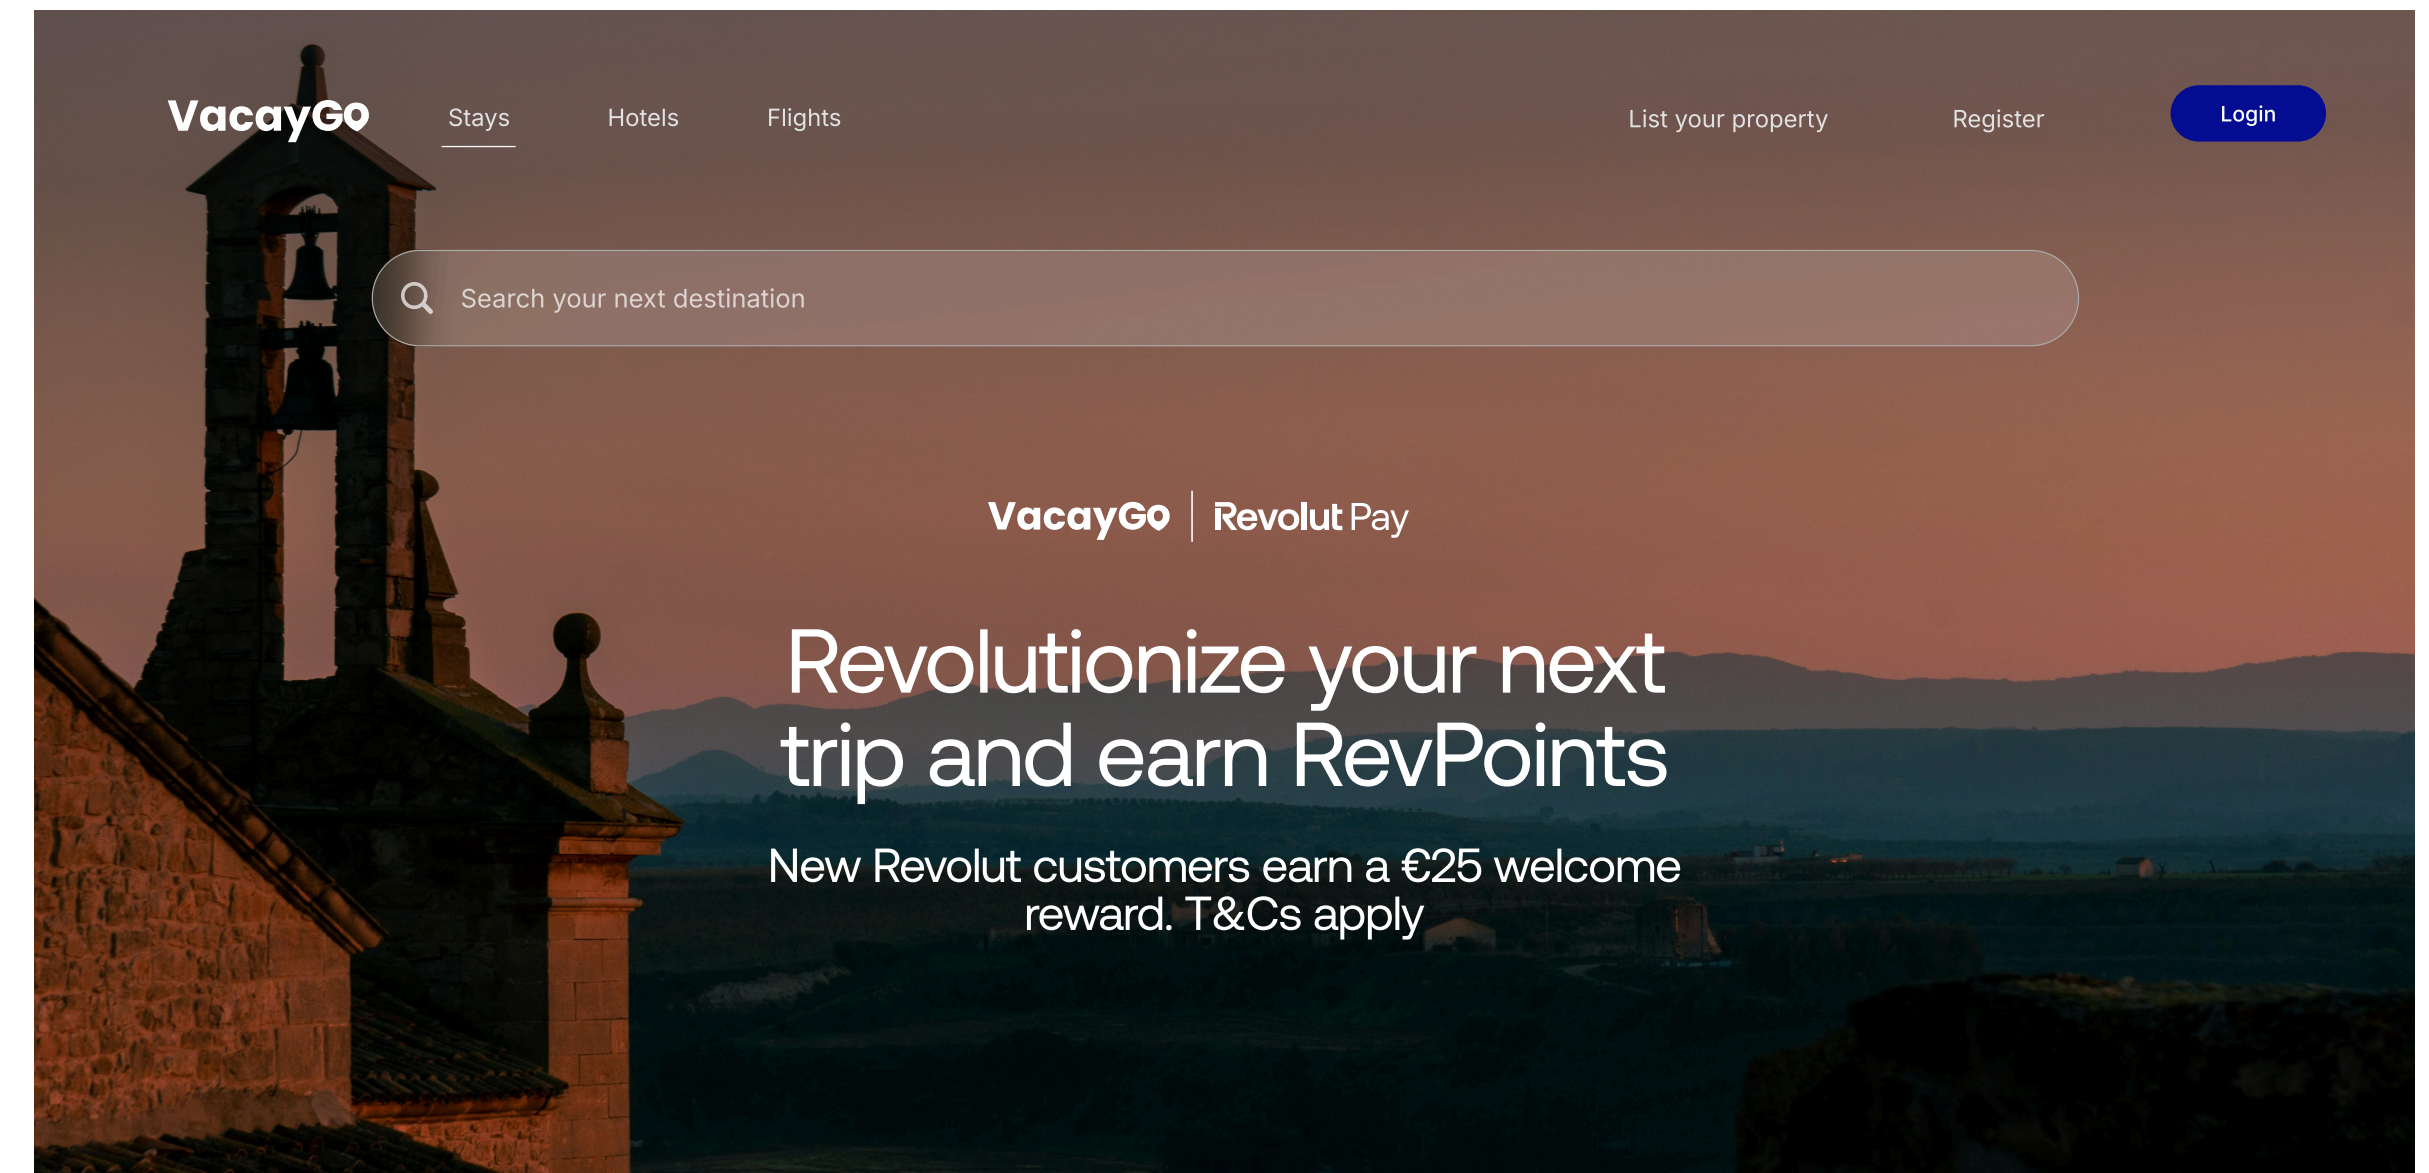 VacayGo
Stays
Hotels
Flights
List your property
Register
Login
Search your next destination
VacayGo | Revolut Pay
Revolutionize your next
trip and earn RevPoints
New Revolut customers earn a €25 welcome
reward. T&Cs apply